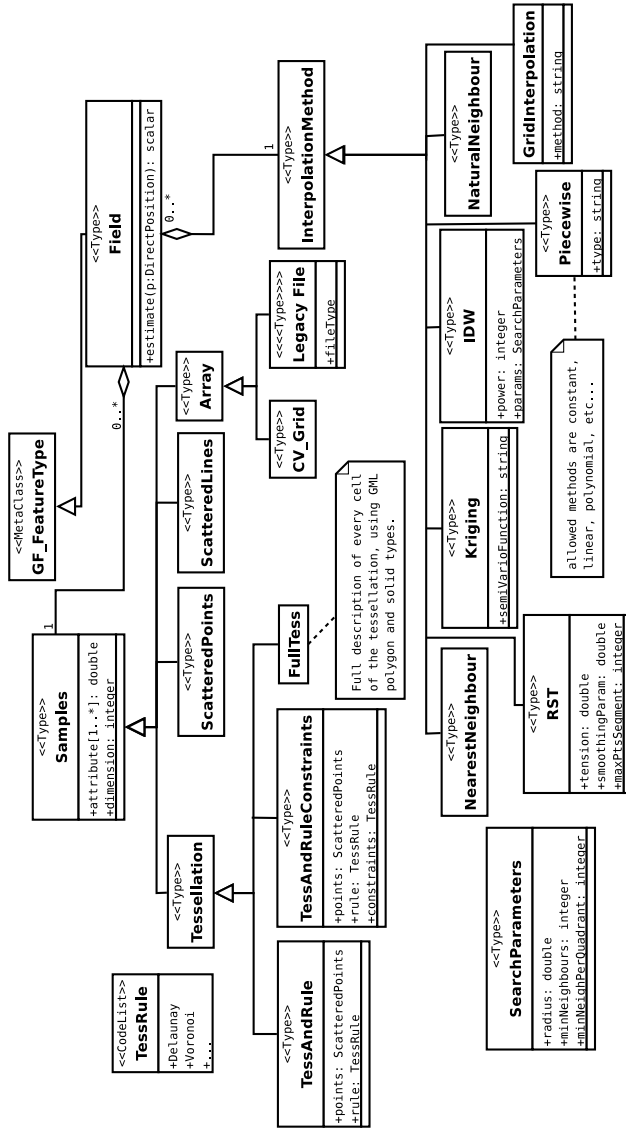 <<MetaClass>>
GF_FeatureType
<<Type>>
Field
+estimate(p:DirectPosition): scalar
0..*
1
0..*
1
<<Type>>
Samples
+attribute[1..*]: double
+dimension: integer
<<CodeList>>
TessRule
+Delaunay
+Voronoi
+...
<<Type>>
Tessellation
<<Type>>
ScatteredPoints
<<Type>>
ScatteredLines
<<Type>>
Array
<<Type>>
InterpolationMethod
<<Type>>
TessAndRule
+points: ScatteredPoints
+rule: TessRule
<<Type>>
TessAndRuleConstraints
+points: ScatteredPoints
+rule: TessRule
+constraints: TessRule
FullTess
Full description of every cell
of the tessellation, using GML
polygon and solid types.
<<Type>>
CV_Grid
<<<<Type>>>>
Legacy File
+fileType
<<Type>>
SearchParameters
+radius: double
+minNeighbours: integer
+minNeighPerQuadrant: integer
<<Type>>
NearestNeighbour
<<Type>>
RST
+tension: double
+smoothingParam: double
+maxPtsSegment: integer
<<Type>>
Kriging
+semiVarioFunction: string
<<Type>>
IDW
+power: integer
+params: SearchParameters
<<Type>>
NaturalNeighbour
<<Type>>
Piecewise
+type: string
<<Type>>
GridInterpolation
+method: string
allowed methods are constant,
linear, polynomial, etc...